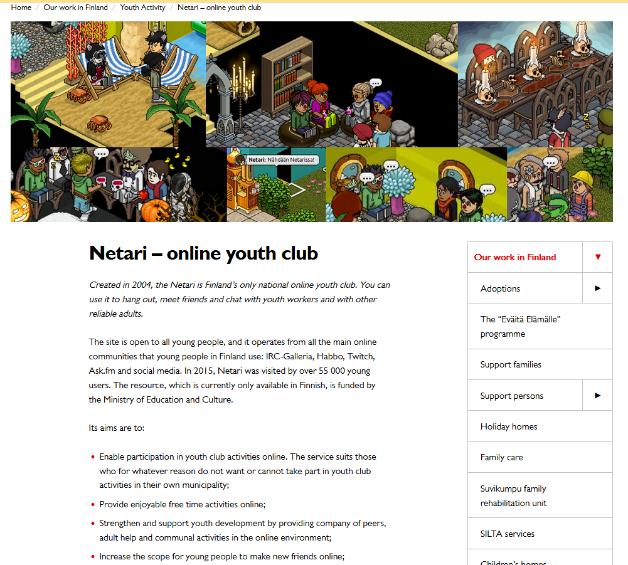 Home / Our work in Finland / Youth Activity / Netari – online youth club
Netari: Nähdään Netarissa!
Netari – online youth club
Created in 2004, the Netari is Finland's only national online youth club. You can
use it to hang out, meet friends and chat with youth workers and with other
reliable adults.
The site is open to all young people, and it operates from all the main online
communities that young people in Finland use: IRC-Galleria, Habbo, Twitch,
Ask.fm and social media. In 2015, Netari was visited by over 55 000 young
users. The resource, which is currently only available in Finnish, is funded by
the Ministry of Education and Culture.
Its aims are to:
• Enable participation in youth club activities online. The service suits those
who for whatever reason do not want or cannot take part in youth club
activities in their own municipality;
• Provide enjoyable free time activities online;
• Strengthen and support youth development by providing company of peers,
adult help and communal activities in the online environment;
• Increase the scope for young people to make new friends online;
Our work in Finland
Adoptions
The "Eväitä Elämälle"
programme
Support families
Support persons
Holiday homes
Family care
Suvikumpu family
rehabilitation unit
SILTA services
Children's homes